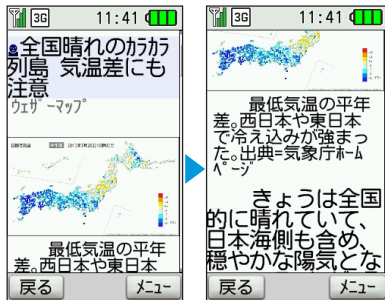 3G 11:41
全国晴れのｶﾗｶﾗ
列島 気温差にも
注意
ｳｪｻﾞｰﾏｯﾌﾟ
最低気温の平年
差。西日本や東日本
戻る ﾒﾆｭｰ
3G 11:41
最低気温の平年
差。西日本や東日本
で冷え込みが強まっ
た。出典=気象庁ﾎｰﾑ
ﾍﾟｰｼﾞ
きょうは全国
的に晴れていて、
日本海側も含め、
穏やかな陽気とな
戻る ﾒﾆｭｰ